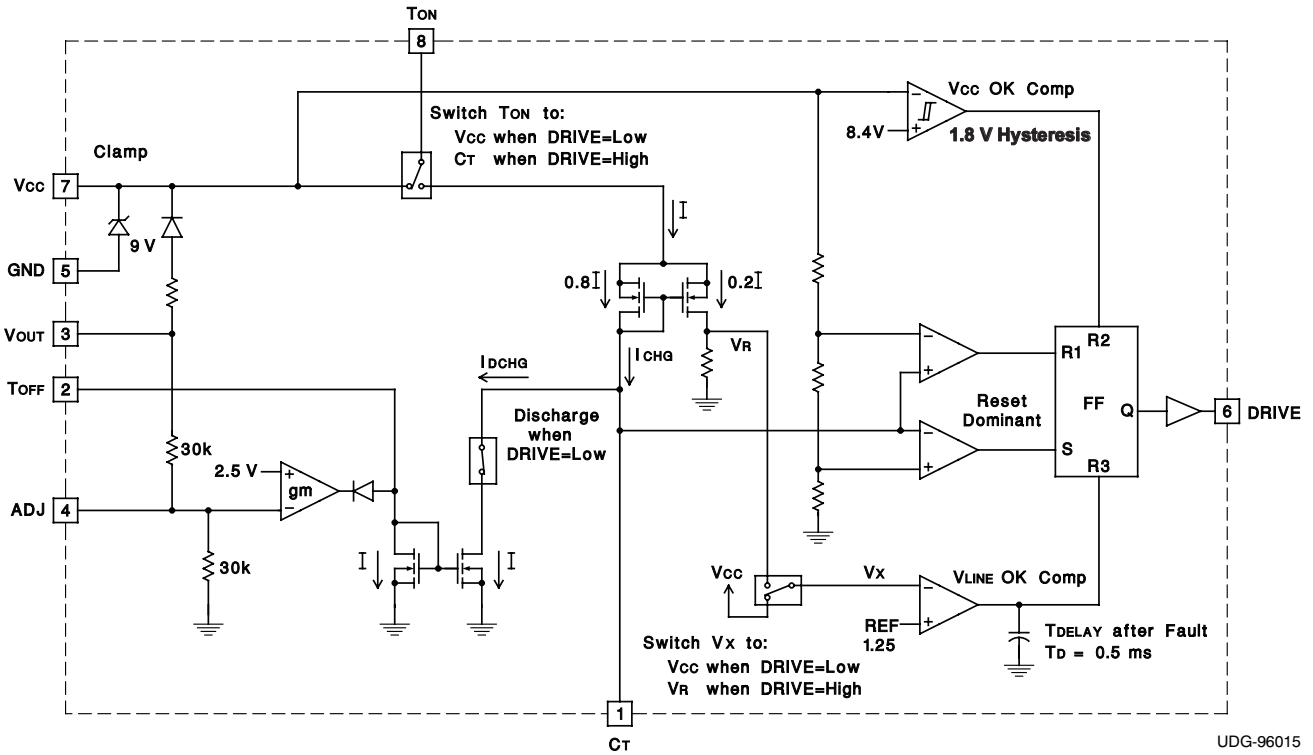 TON
8
Switch TON to:
VCC when DRIVE=Low
CT when DRIVE=High
Clamp
VCC
7
9 V
GND
5
VOUT
3
TOFF
2
30k
ADJ
4
30k
2.5 V
+
gm
−
I
I
IDCHG
Discharge
when
DRIVE=Low
I
0.8I
0.2I
ICHG
VR
8.4V
−
+
VCC OK Comp
1.8 V Hysteresis
−
+
−
+
Reset
Dominant
R1
R2
FF
Q
S
R3
6
DRIVE
VCC
VX
VLINE OK Comp
−
+
REF
1.25
TDELAY after Fault
TD = 0.5 ms
Switch VX to:
VCC when DRIVE=Low
VR when DRIVE=High
1
CT
UDG-96015